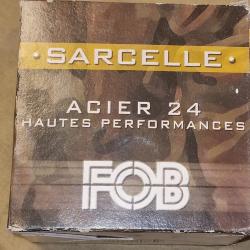 SARCELLE
ACIER 24
HAUTES PERFORMANCES
FOB